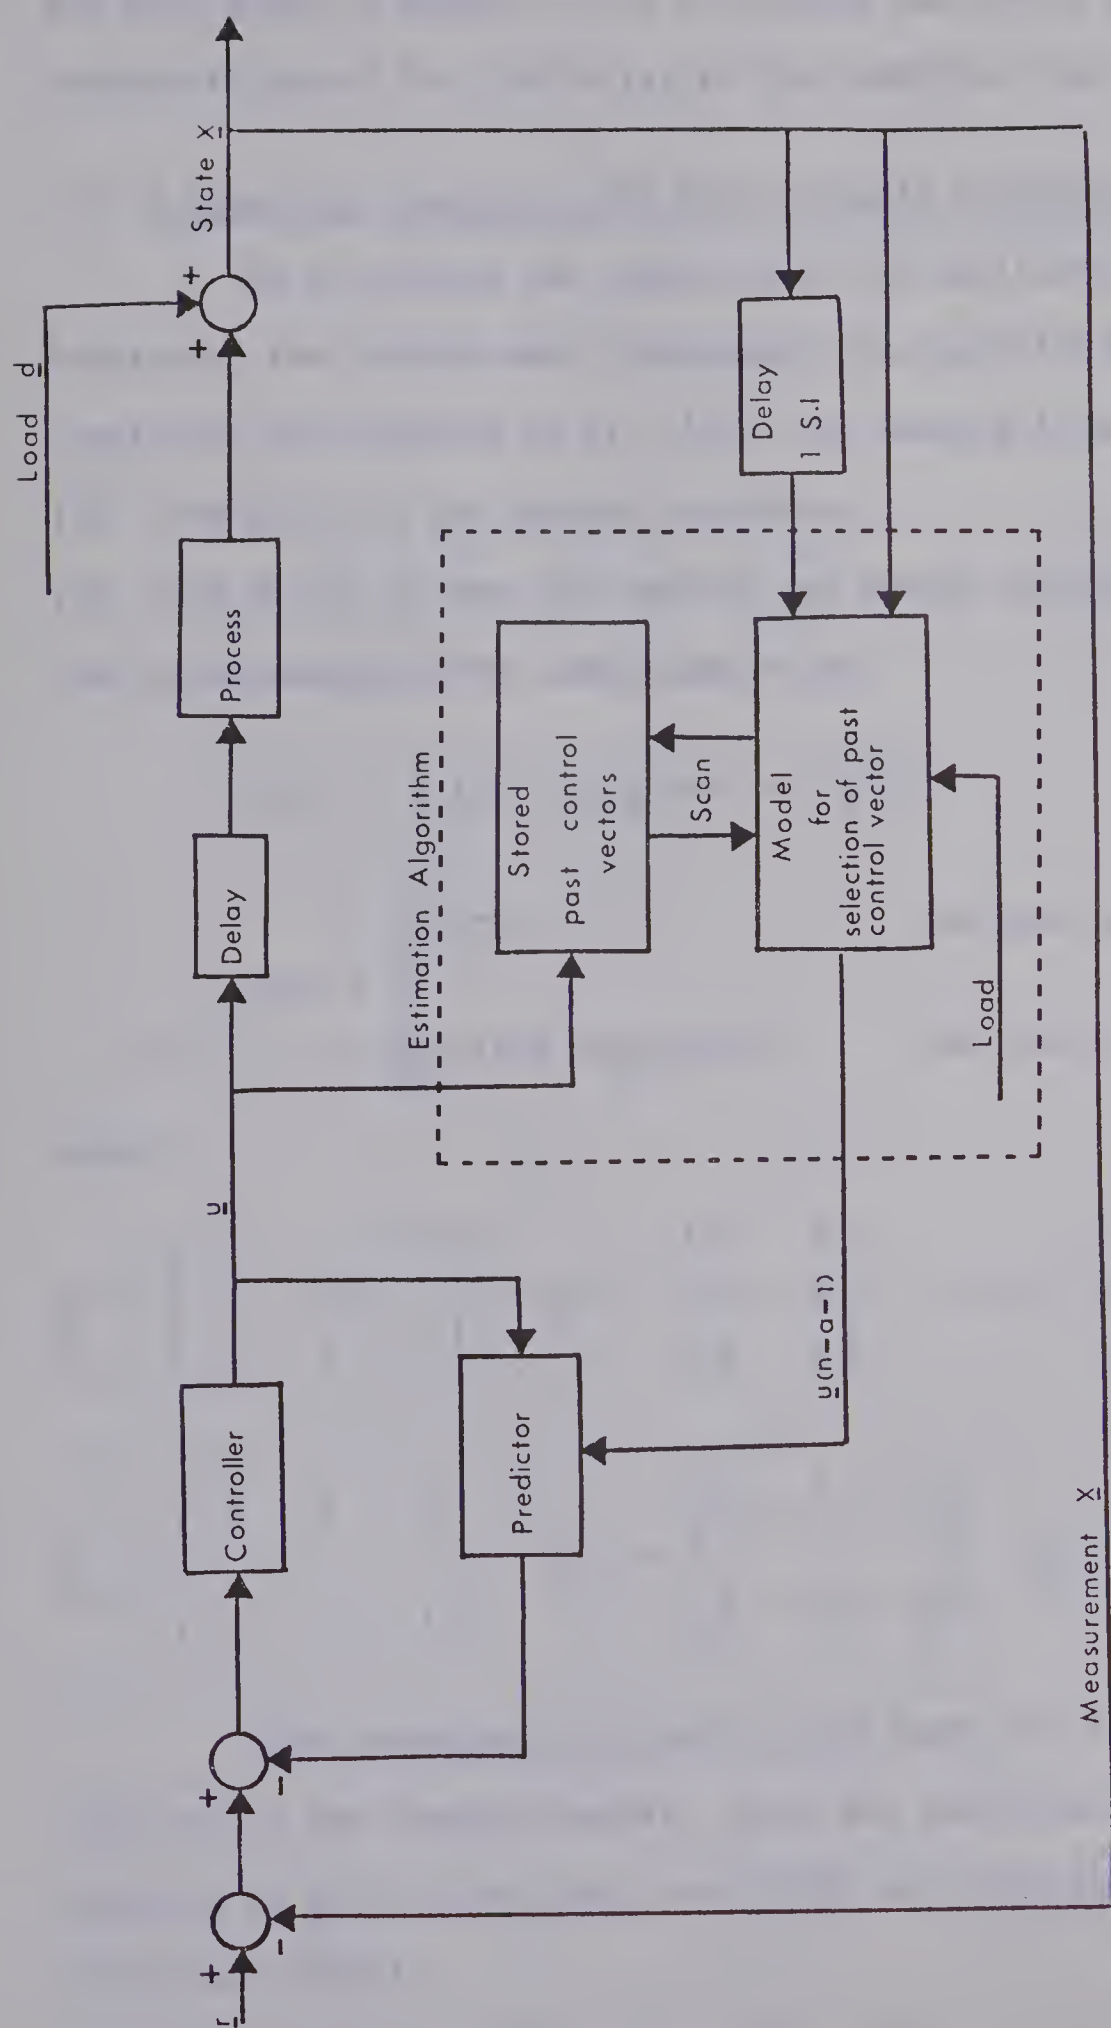 Load d
r
+
-
+
-
Controller
u
Delay
Process
+
+
State X
Predictor
u(n-a-1)
Estimation Algorithm
Stored
past control
vectors
Scan
Model
for
selection of past
control vector
Load
Delay
1 S.I
Measurement X